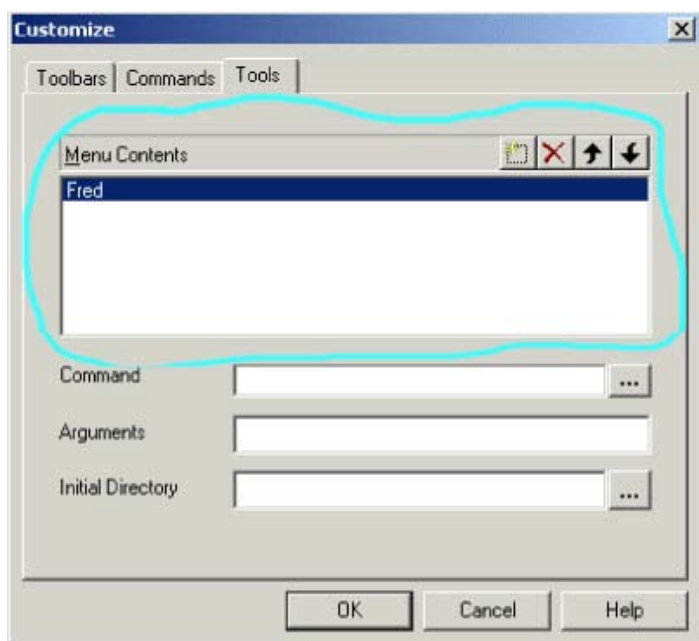 Customize
Toolbars Commands Tools
Menu Contents
Fred
Command ...
Arguments
Initial Directory ...
OK Cancel Help